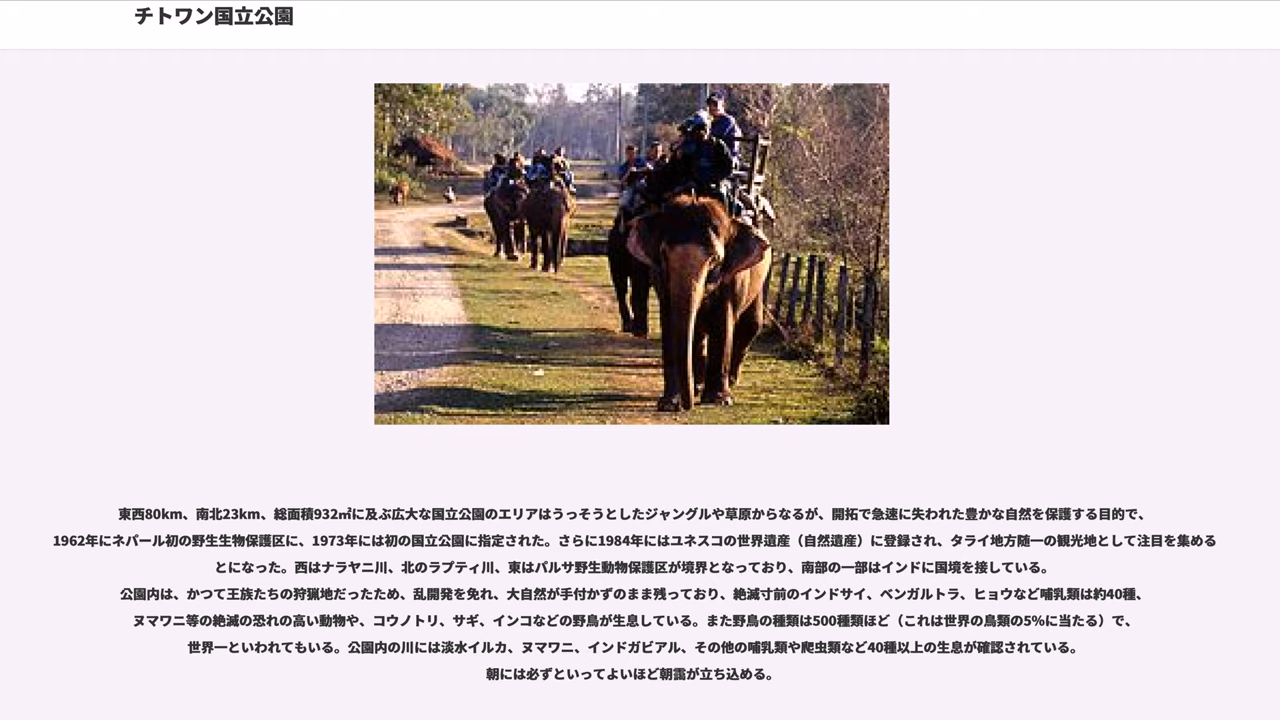 チトワン国立公園
東西80km、南北23km、総面積932㎡に及ぶ広大な国立公園のエリアはうっそうとしたジャングルや草原からなるが、開拓で急速に失われた豊かな自然を保護する目的で、
1962年にネパール初の野生生物保護区に、1973年には初の国立公園に指定された。さらに1984年にはユネスコの世界遺産（自然遺産）に登録され、タライ地方随一の観光地として注目を集める
とになった。西はナラヤニ川、北のラプティ川、東はパルサ野生動物保護区が境界となっており、南部の一部はインドに国境を接している。
公園内は、かつて王族たちの狩猟地だったため、乱開発を免れ、大自然が手付かずのまま残っており、絶滅寸前のインドサイ、ベンガルトラ、ヒョウなど哺乳類は約40種、
ヌマワニ等の絶滅の恐れの高い動物や、コウノトリ、サギ、インコなどの野鳥が生息している。また野鳥の種類は500種類ほど（これは世界の鳥類の5%に当たる）で、
世界一といわれてもいる。公園内の川には淡水イルカ、ヌマワニ、インドガビアル、その他の哺乳類や爬虫類など40種以上の生息が確認されている。
朝には必ずといってよいほど朝靄が立ち込める。